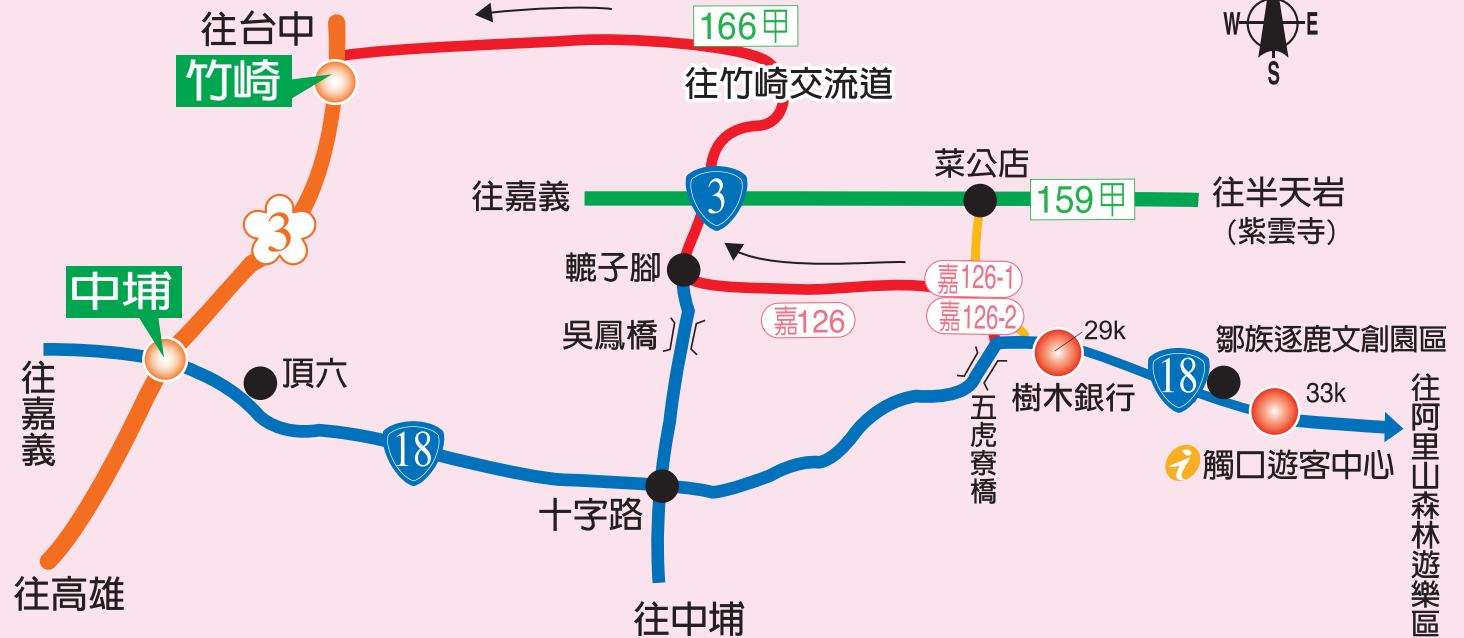 往台中
166甲
W
E
S
竹崎
往竹崎交流道
菜公店
往嘉義
3
159甲
往半天岩
(紫雲寺)
3
轆子腳
嘉126-1
嘉126
嘉126-2
中埔
吳鳳橋
29k
鄒族逐鹿文創園區
往嘉義
頂六
18
樹木銀行
33k
往阿里山森林遊樂區
五虎寮橋
18
i觸口遊客中心
十字路
往高雄
往中埔